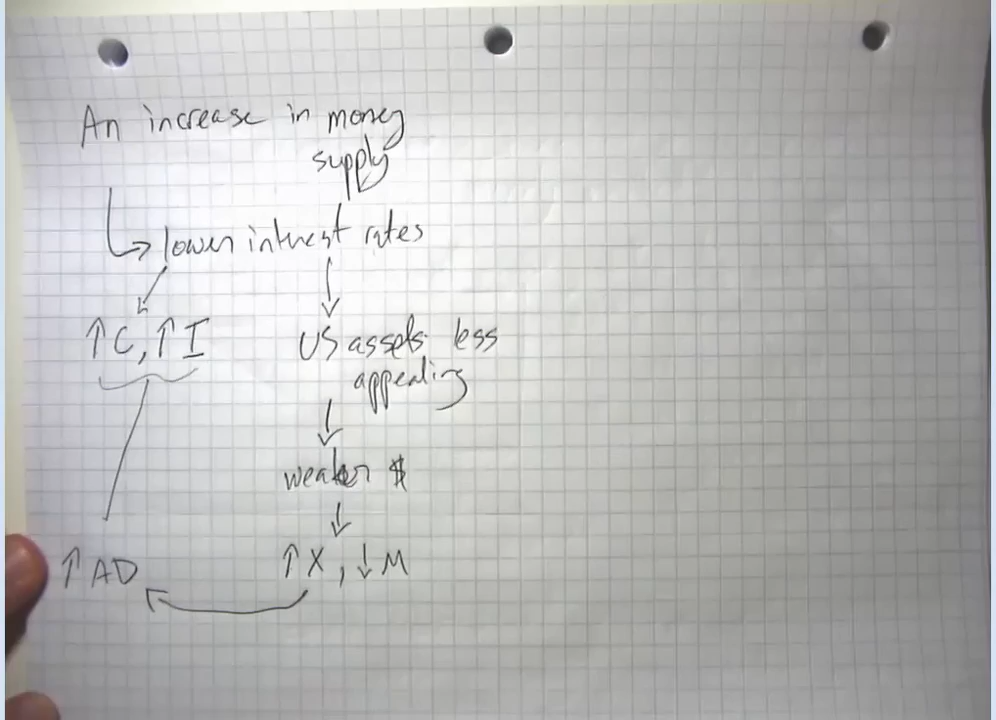 An increase in money
supply
lower interest rates
↑C, ↑I
US assets less
appealing
weaker $
↑X, ↓M
↑AD